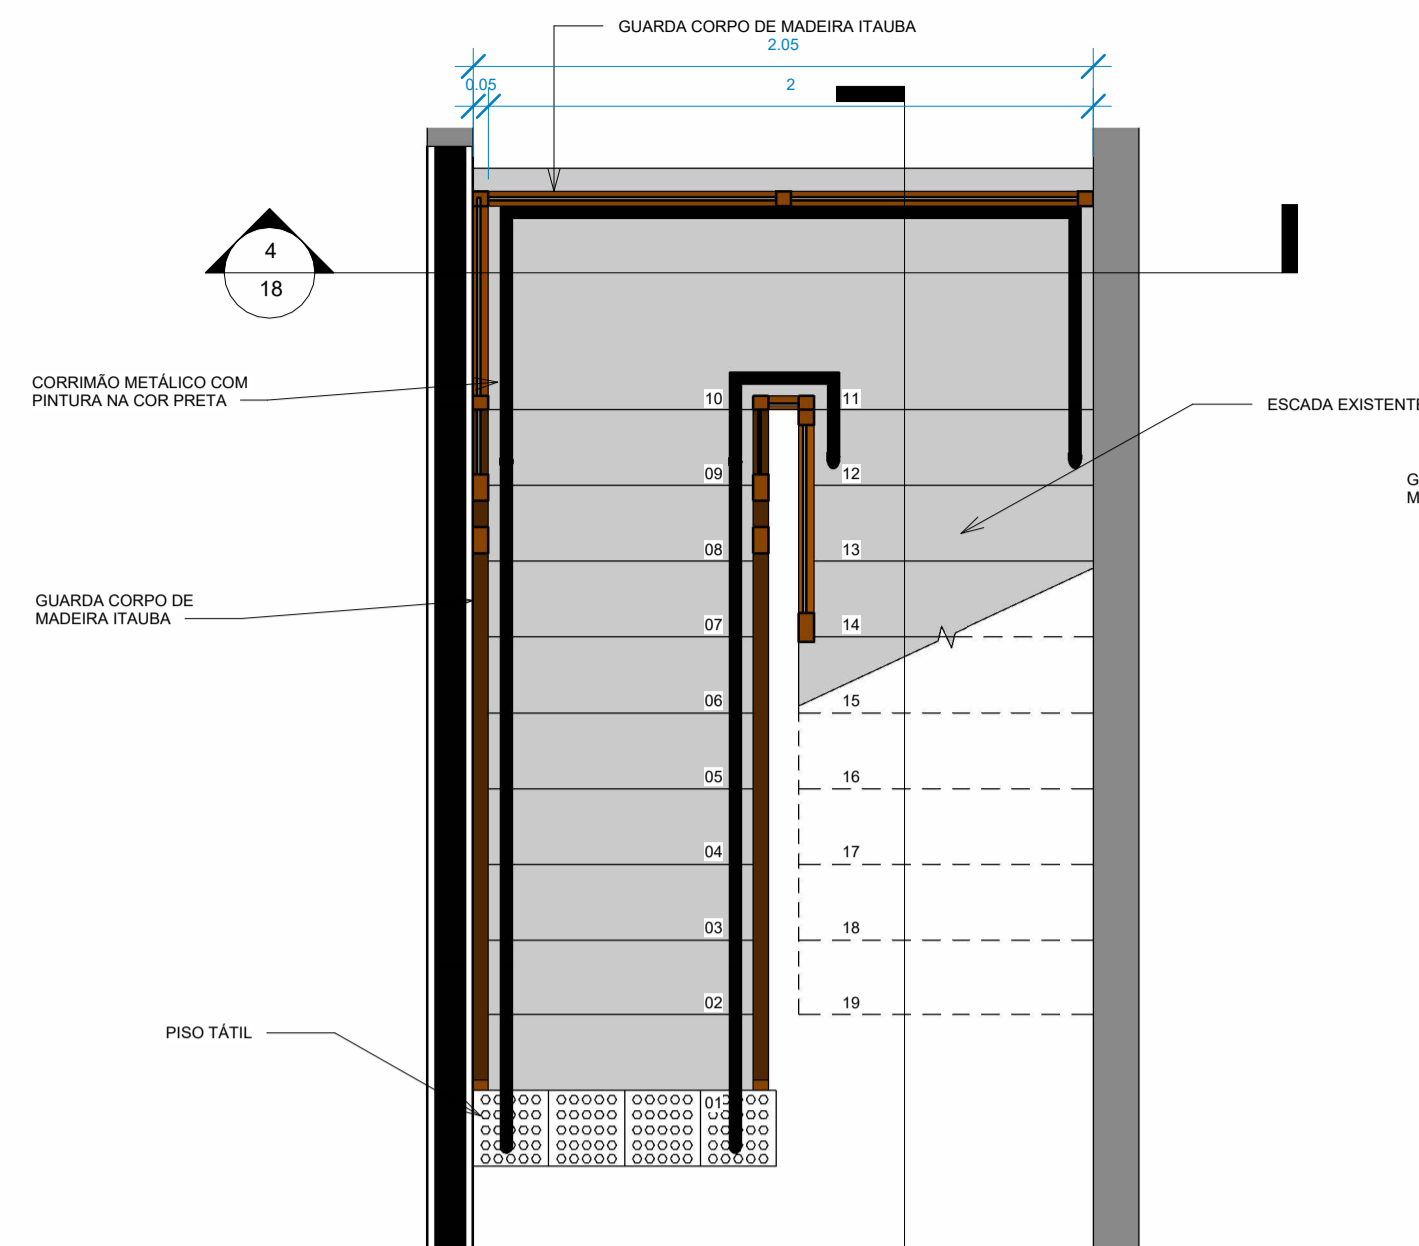 GUARDA CORPO DE MADEIRA ITAUBA
2.05
0.05
2
4
18
CORRIMÃO METÁLICO COM
PINTURA NA COR PRETA
10
11
ESCADA EXISTENTE
09
12
G
M
08
13
GUARDA CORPO DE
MADEIRA ITAUBA
07
14
06
15
05
16
04
17
03
18
02
19
PISO TÁTIL
01